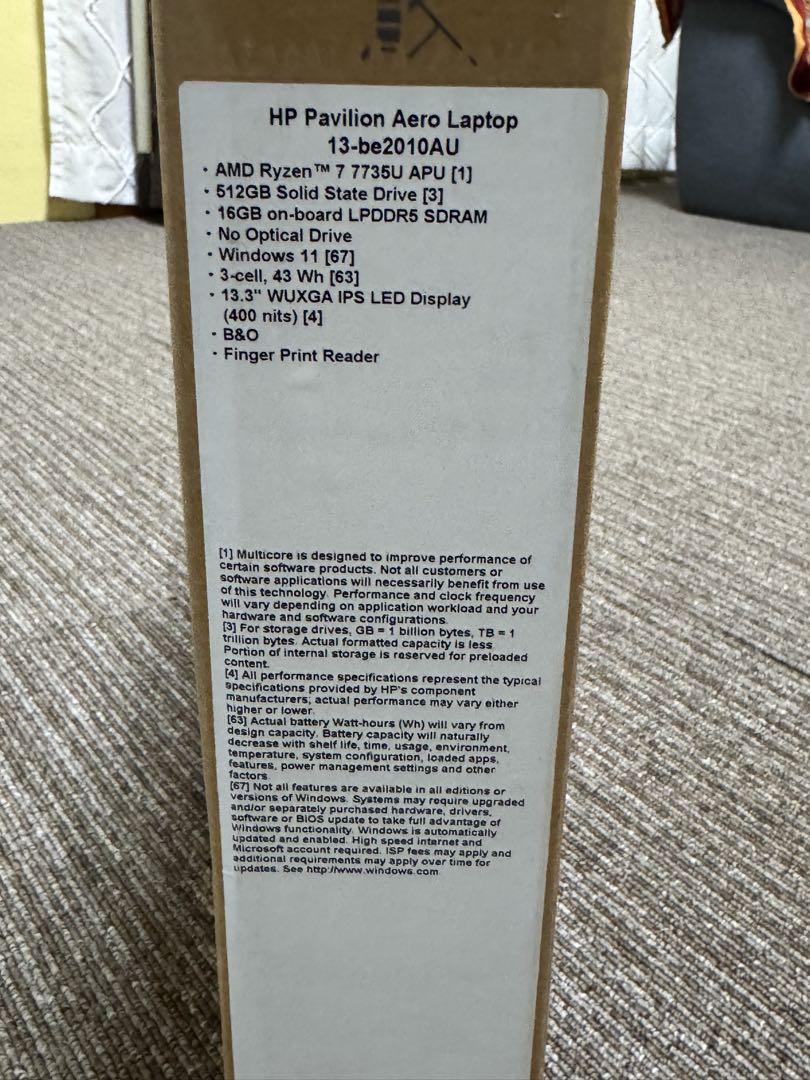 HP Pavilion Aero Laptop
13-be2010AU
· AMD Ryzen™ 7 7735U APU [1]
· 512GB Solid State Drive [3]
· 16GB on-board LPDDR5 SDRAM
· No Optical Drive
· Windows 11 [67]
· 3-cell, 43 Wh [63]
· 13.3" WUXGA IPS LED Display
(400 nits) [4]
· B&O
· Finger Print Reader
[1] Multicore is designed to improve performance of
certain software products. Not all customers or
software applications will necessarily benefit from use
of this technology. Performance and clock frequency
will vary depending on application workload and your
hardware and software configurations.
[3] For storage drives, GB = 1 billion bytes, TB = 1
trillion bytes. Actual formatted capacity is less.
Portion of internal storage is reserved for preloaded
content.
[4] All performance specifications represent the typical
specifications provided by HP's component
manufacturers; actual performance may vary either
higher or lower.
[63] Actual battery Watt-hours (Wh) will vary from
design capacity. Battery capacity will naturally
decrease with shelf life, time, usage, environment,
temperature, system configuration, loaded apps,
features, power management settings and other
factors.
[67] Not all features are available in all editions or
versions of Windows. Systems may require upgraded
and/or separately purchased hardware, drivers,
software or BIOS update to take full advantage of
Windows functionality. Windows is automatically
updated and enabled. High speed internet and
Microsoft account required. ISP fees may apply and
additional requirements may apply over time for
updates. See http://www.windows.com